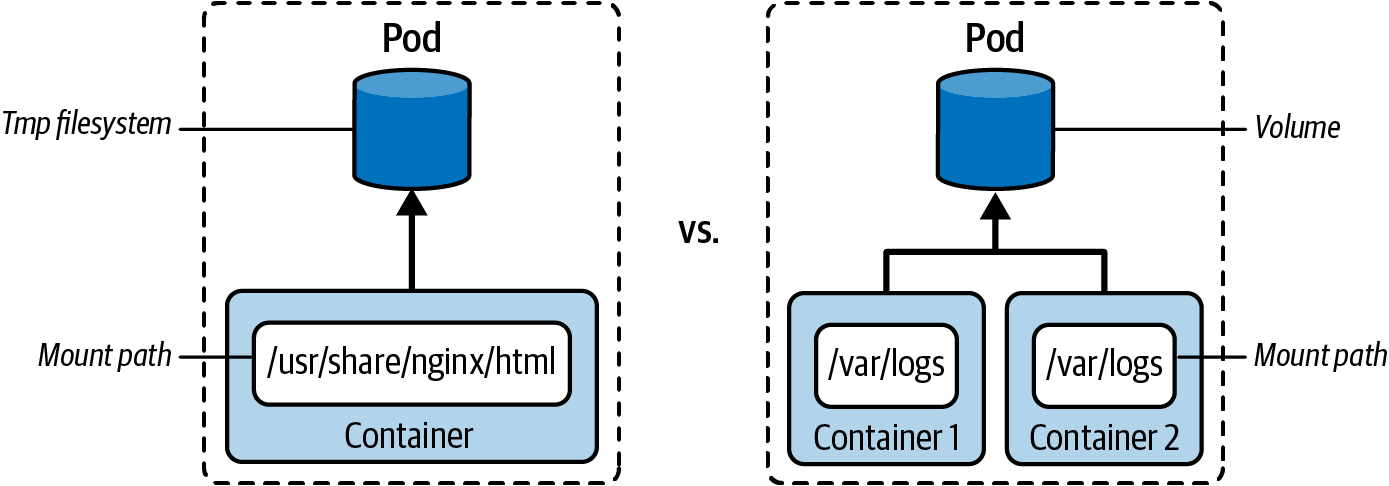 Pod
Tmp filesystem
Mount path
/usr/share/nginx/html
Container
vs.
Pod
Volume
/var/logs
/var/logs
Mount path
Container 1
Container 2